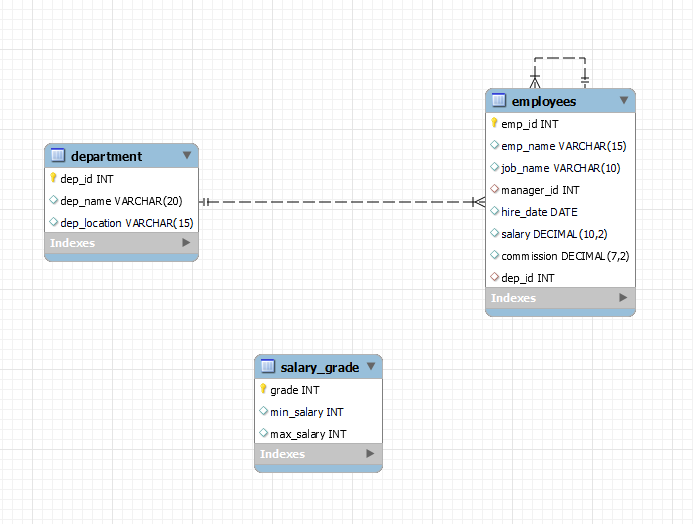 employees
emp_id INT
emp_name VARCHAR(15)
job_name VARCHAR(10)
manager_id INT
hire_date DATE
salary DECIMAL(10,2)
commission DECIMAL(7,2)
dep_id INT
Indexes
department
dep_id INT
dep_name VARCHAR(20)
dep_location VARCHAR(15)
Indexes
salary_grade
grade INT
min_salary INT
max_salary INT
Indexes